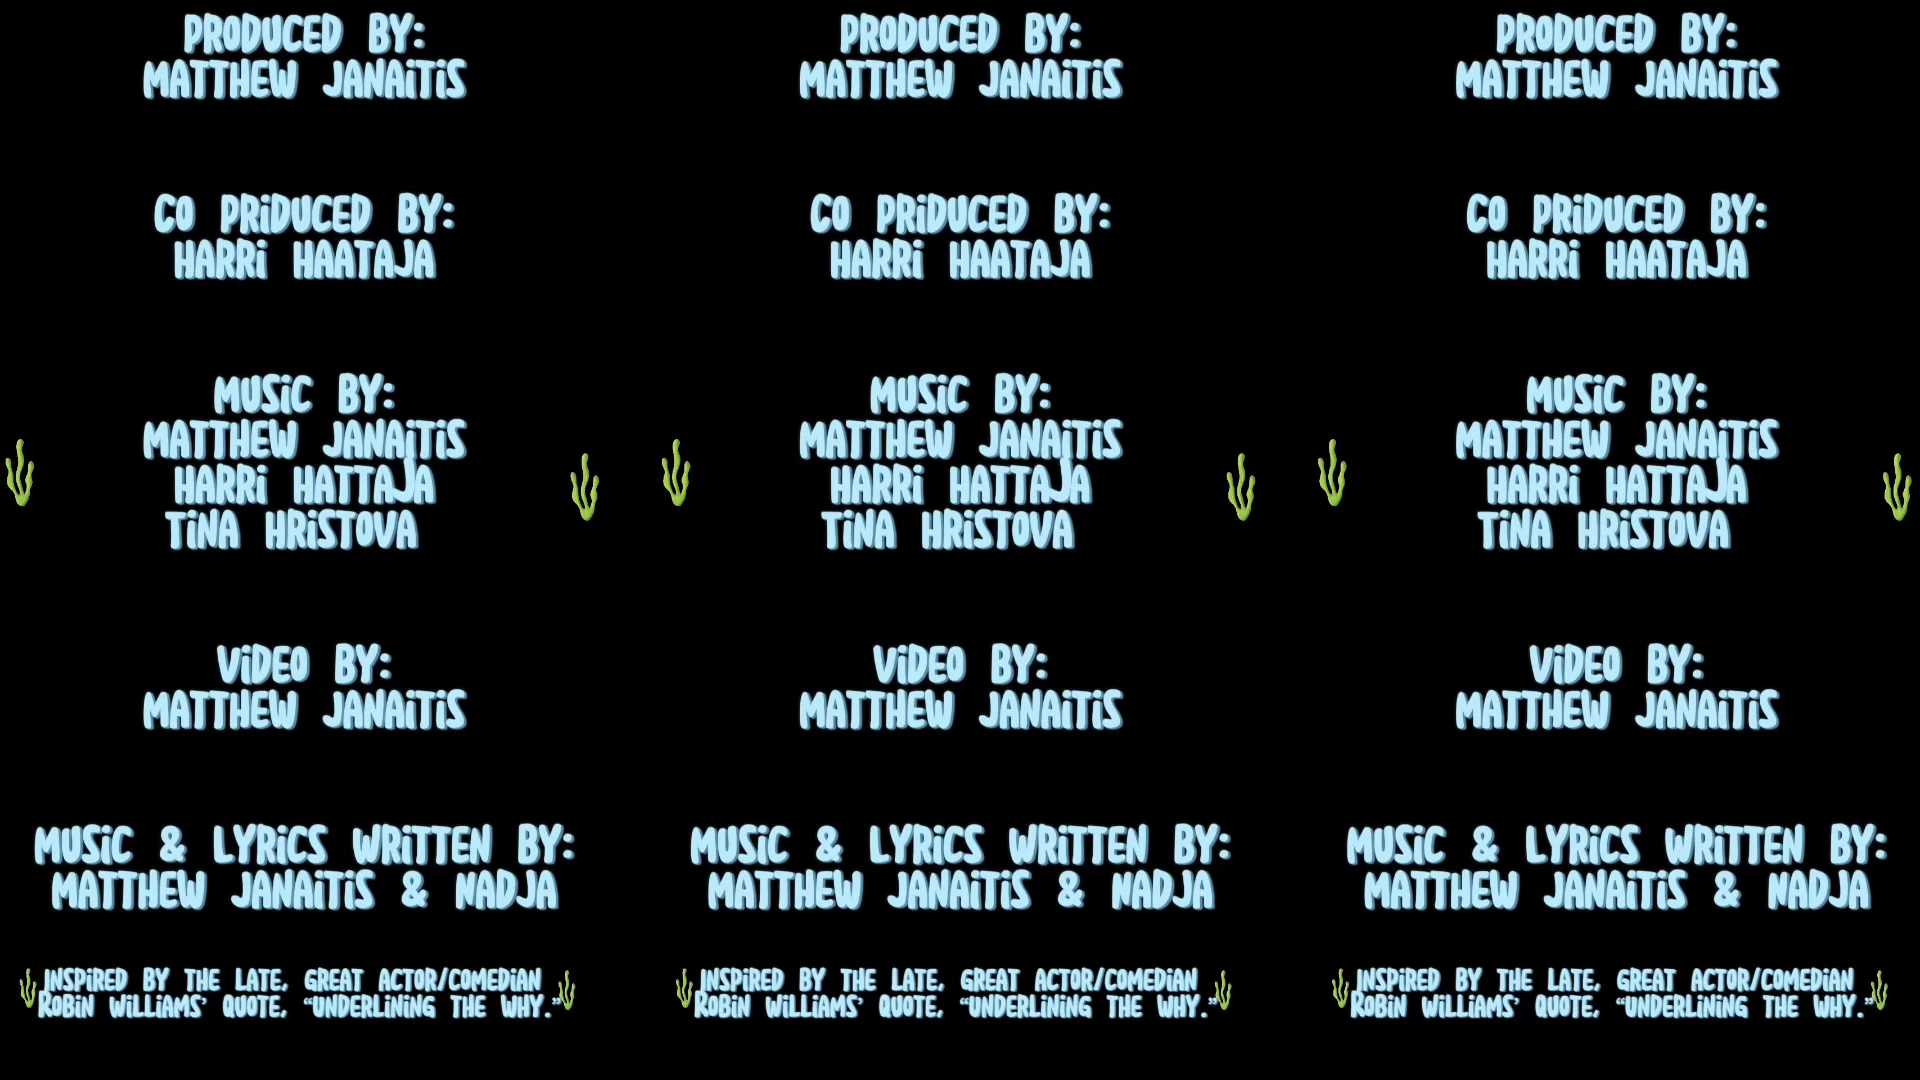 PRODUCED BY:
MATTHEW JANAITIS
CO PRIDUCED BY:
HARRI HAATAJA
MUSIC BY:
MATTHEW JANAITIS
HARRI HATTAJA
TINA HRISTOVA
VIDEO BY:
MATTHEW JANAITIS
MUSIC & LYRICS WRITTEN BY:
MATTHEW JANAITIS & NADJA
INSPIRED BY THE LATE, GREAT ACTOR/COMEDIAN
ROBIN WILLIAMS' QUOTE, “UNDERLINING THE WHY.”
PRODUCED BY:
MATTHEW JANAITIS
CO PRIDUCED BY:
HARRI HAATAJA
MUSIC BY:
MATTHEW JANAITIS
HARRI HATTAJA
TINA HRISTOVA
VIDEO BY:
MATTHEW JANAITIS
MUSIC & LYRICS WRITTEN BY:
MATTHEW JANAITIS & NADJA
INSPIRED BY THE LATE, GREAT ACTOR/COMEDIAN
ROBIN WILLIAMS' QUOTE, “UNDERLINING THE WHY.”
PRODUCED BY:
MATTHEW JANAITIS
CO PRIDUCED BY:
HARRI HAATAJA
MUSIC BY:
MATTHEW JANAITIS
HARRI HATTAJA
TINA HRISTOVA
VIDEO BY:
MATTHEW JANAITIS
MUSIC & LYRICS WRITTEN BY:
MATTHEW JANAITIS & NADJA
INSPIRED BY THE LATE, GREAT ACTOR/COMEDIAN
ROBIN WILLIAMS' QUOTE, “UNDERLINING THE WHY.”